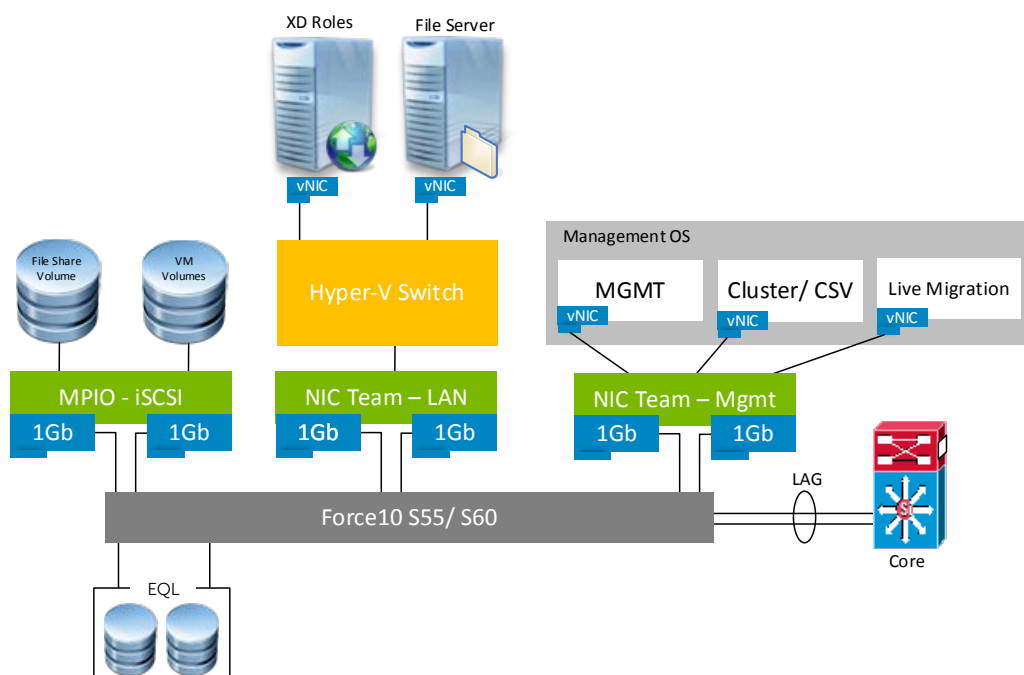 XD Roles
File Server
vNIC
vNIC
File Share
Volume
VM
Volumes
Hyper-V Switch
Management OS
MGMT
Cluster/ CSV
Live Migration
vNIC
vNIC
vNIC
MPIO - iSCSI
NIC Team – LAN
NIC Team – Mgmt
1Gb
1Gb
1Gb
1Gb
1Gb
1Gb
Force10 S55/ S60
LAG
Si
Core
EQL